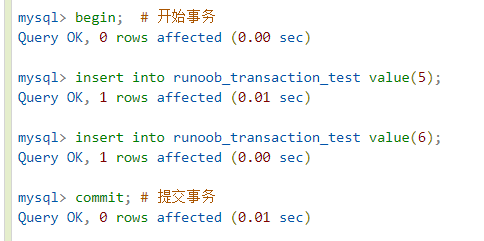 mysql> begin;  # 开始事务
Query OK, 0 rows affected (0.00 sec)
mysql> insert into runoob_transaction_test value(5);
Query OK, 1 rows affected (0.01 sec)
mysql> insert into runoob_transaction_test value(6);
Query OK, 1 rows affected (0.00 sec)
mysql> commit; # 提交事务
Query OK, 0 rows affected (0.01 sec)